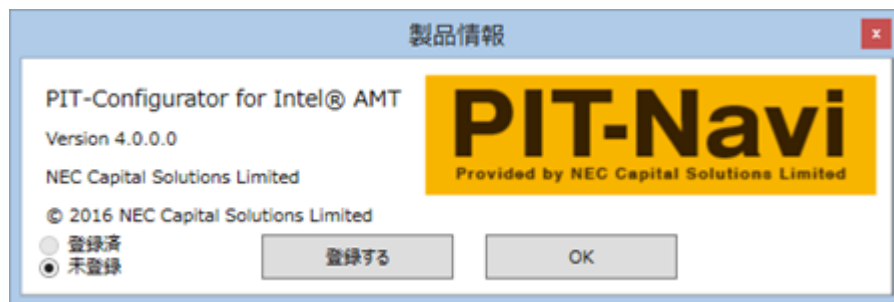 製品情報
x
PIT-Configurator for Intel® AMT
Version 4.0.0.0
NEC Capital Solutions Limited
© 2016 NEC Capital Solutions Limited
PIT-Navi
Provided by NEC Capital Solutions Limited
登録済
未登録
登録する
OK